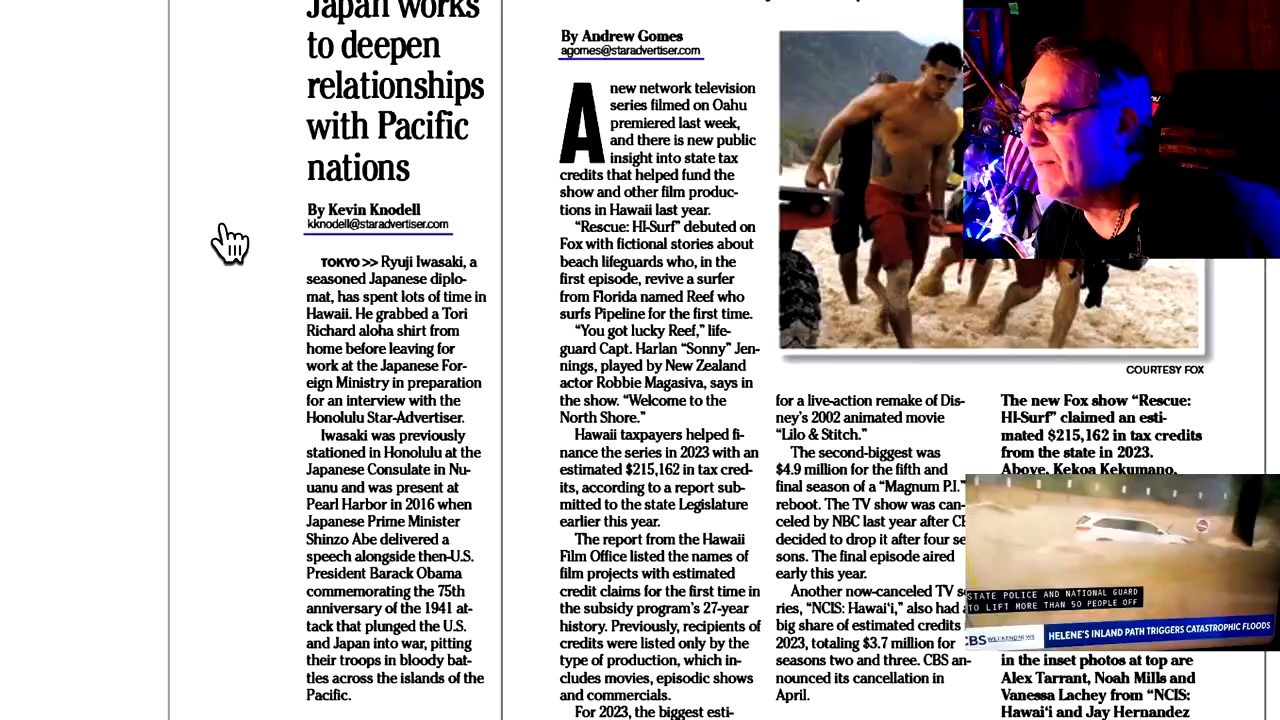 Japan works
to deepen
relationships
with Pacific
nations
By Kevin Knodell
kknodell@staradvertiser.com
TOKYO >> Ryuji Iwasaki, a
seasoned Japanese diplo-
mat, has spent lots of time in
Hawaii. He grabbed a Tori
Richard aloha shirt from
home before leaving for
work at the Japanese For-
eign Ministry in preparation
for an interview with the
Honolulu Star-Advertiser.
Iwasaki was previously
stationed in Honolulu at the
Japanese Consulate in Nu-
uanu and was present at
Pearl Harbor in 2016 when
Japanese Prime Minister
Shinzo Abe delivered a
speech alongside then-U.S.
President Barack Obama
commemorating the 75th
anniversary of the 1941 at-
tack that plunged the U.S.
and Japan into war, pitting
their troops in bloody bat-
tles across the islands of the
Pacific.
By Andrew Gomes
agomes@staradvertiser.com
A new network television
series filmed on Oahu
premiered last week,
and there is new public
insight into state tax
credits that helped fund the
show and other film produc-
tions in Hawaii last year.
“Rescue: HI-Surf” debuted on
Fox with fictional stories about
beach lifeguards who, in the
first episode, revive a surfer
from Florida named Reef who
surfs Pipeline for the first time.
“You got lucky Reef,” life-
guard Capt. Harlan “Sonny” Jen-
nings, played by New Zealand
actor Robbie Magasiva, says in
the show. “Welcome to the
North Shore.”
Hawaii taxpayers helped fi-
nance the series in 2023 with an
estimated $215,162 in tax cred-
its, according to a report sub-
mitted to the state Legislature
earlier this year.
The report from the Hawaii
Film Office listed the names of
film projects with estimated
credit claims for the first time in
the subsidy program’s 27-year
history. Previously, recipients of
credits were listed only by the
type of production, which in-
cludes movies, episodic shows
and commercials.
For 2023, the biggest esti-
for a live-action remake of Dis-
ney’s 2002 animated movie
“Lilo & Stitch.”
The second-biggest was
$4.9 million for the fifth and
final season of a “Magnum P.I.”
reboot. The TV show was can-
celed by NBC last year after
decided to drop it after four se
sons. The final episode aired
early this year.
Another now-canceled TV
ries, “NCIS: Hawai‘i,” also had
big share of estimated credits
2023, totaling $3.7 million for
seasons two and three. CBS an-
nounced its cancellation in
April.
COURTESY FOX
The new Fox show “Rescue:
HI-Surf” claimed an esti-
mated $215,162 in tax credits
from the state in 2023.
Above, Kekoa Kekumano,
STATE POLICE AND NATIONAL GUARD
TO LIFT MORE THAN 50 PEOPLE OFF
CBS WEEKEND NEWS
HELENE'S INLAND PATH TRIGGERS CATASTROPHIC FLOODS
in the inset photos at top are
Alex Tarrant, Noah Mills and
Vanessa Lachey from “NCIS:
Hawai‘i and Jay Hernandez